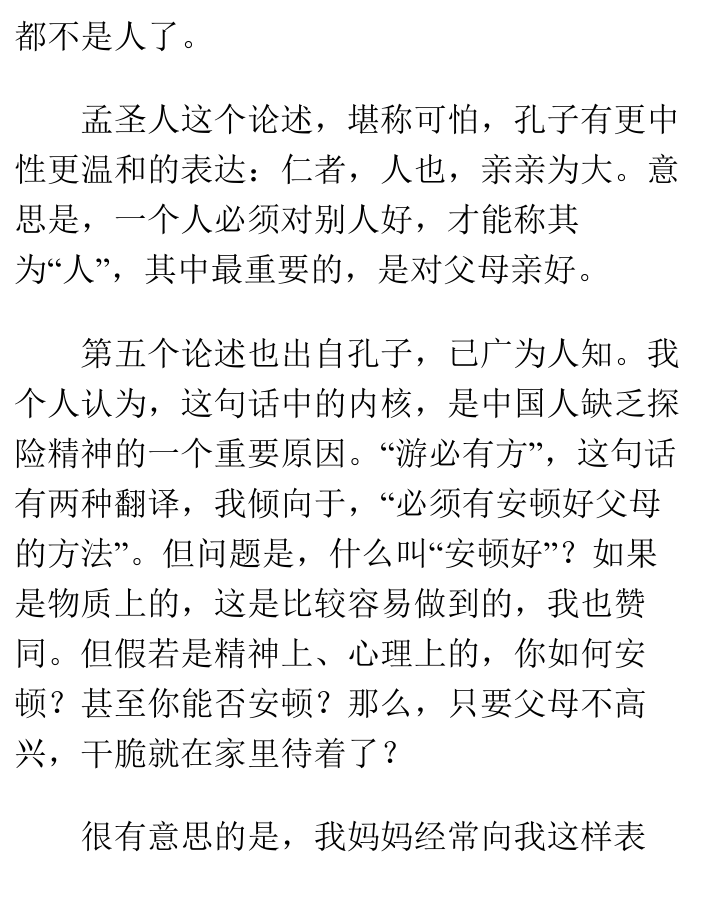 都不是人了。
孟圣人这个论述，堪称可怕，孔子有更中
性更温和的表达：仁者，人也，亲亲为大。意
思是，一个人必须对别人好，才能称其
为“人”，其中最重要的，是对父母亲好。
第五个论述也出自孔子，已广为人知。我
个人认为，这句话中的内核，是中国人缺乏探
险精神的一个重要原因。“游必有方”，这句话
有两种翻译，我倾向于，“必须有安顿好父母
的方法”。但问题是，什么叫“安顿好”？如果
是物质上的，这是比较容易做到的，我也赞
同。但假若是精神上、心理上的，你如何安
顿？甚至你能否安顿？那么，只要父母不高
兴，干脆就在家里待着了？
很有意思的是，我妈妈经常向我这样表